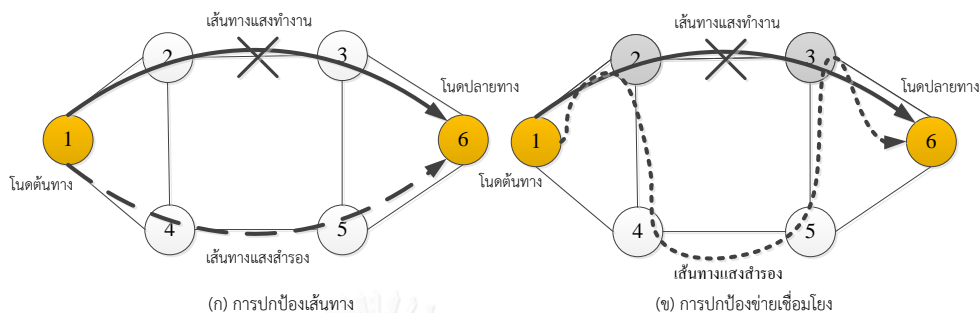 เส้นทางแสงทำงาน
2
3
1
6
โนดปลายทาง
โนดต้นทาง
4
5
เส้นทางแสงสำรอง
(ก) การปกป้องเส้นทาง
เส้นทางแสงทำงาน
2
3
โนดปลายทาง
1
6
โนดต้นทาง
4
5
เส้นทางแสงสำรอง
(ข) การปกป้องข่ายเชื่อมโยง